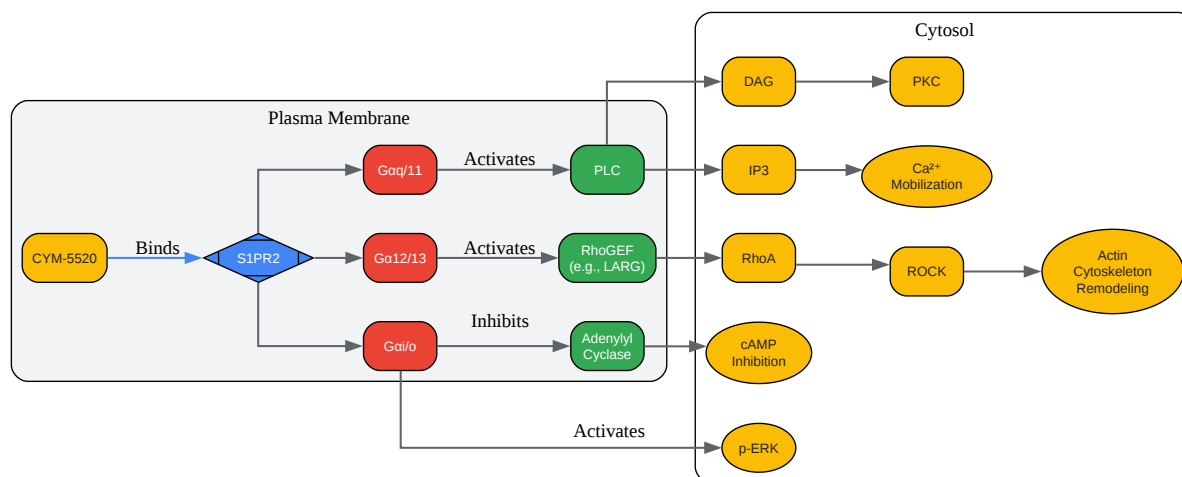 Cytosol
DAG
PKC
Plasma Membrane
Gαq/11
Activates
PLC
IP3
Ca²⁺
Mobilization
CYM-5520
Binds
S1PR2
Gα12/13
Activates
RhoGEF
(e.g., LARG)
RhoA
ROCK
Actin
Cytoskeleton
Remodeling
Gαi/o
Inhibits
Adenylyl
Cyclase
cAMP
Inhibition
Activates
p-ERK